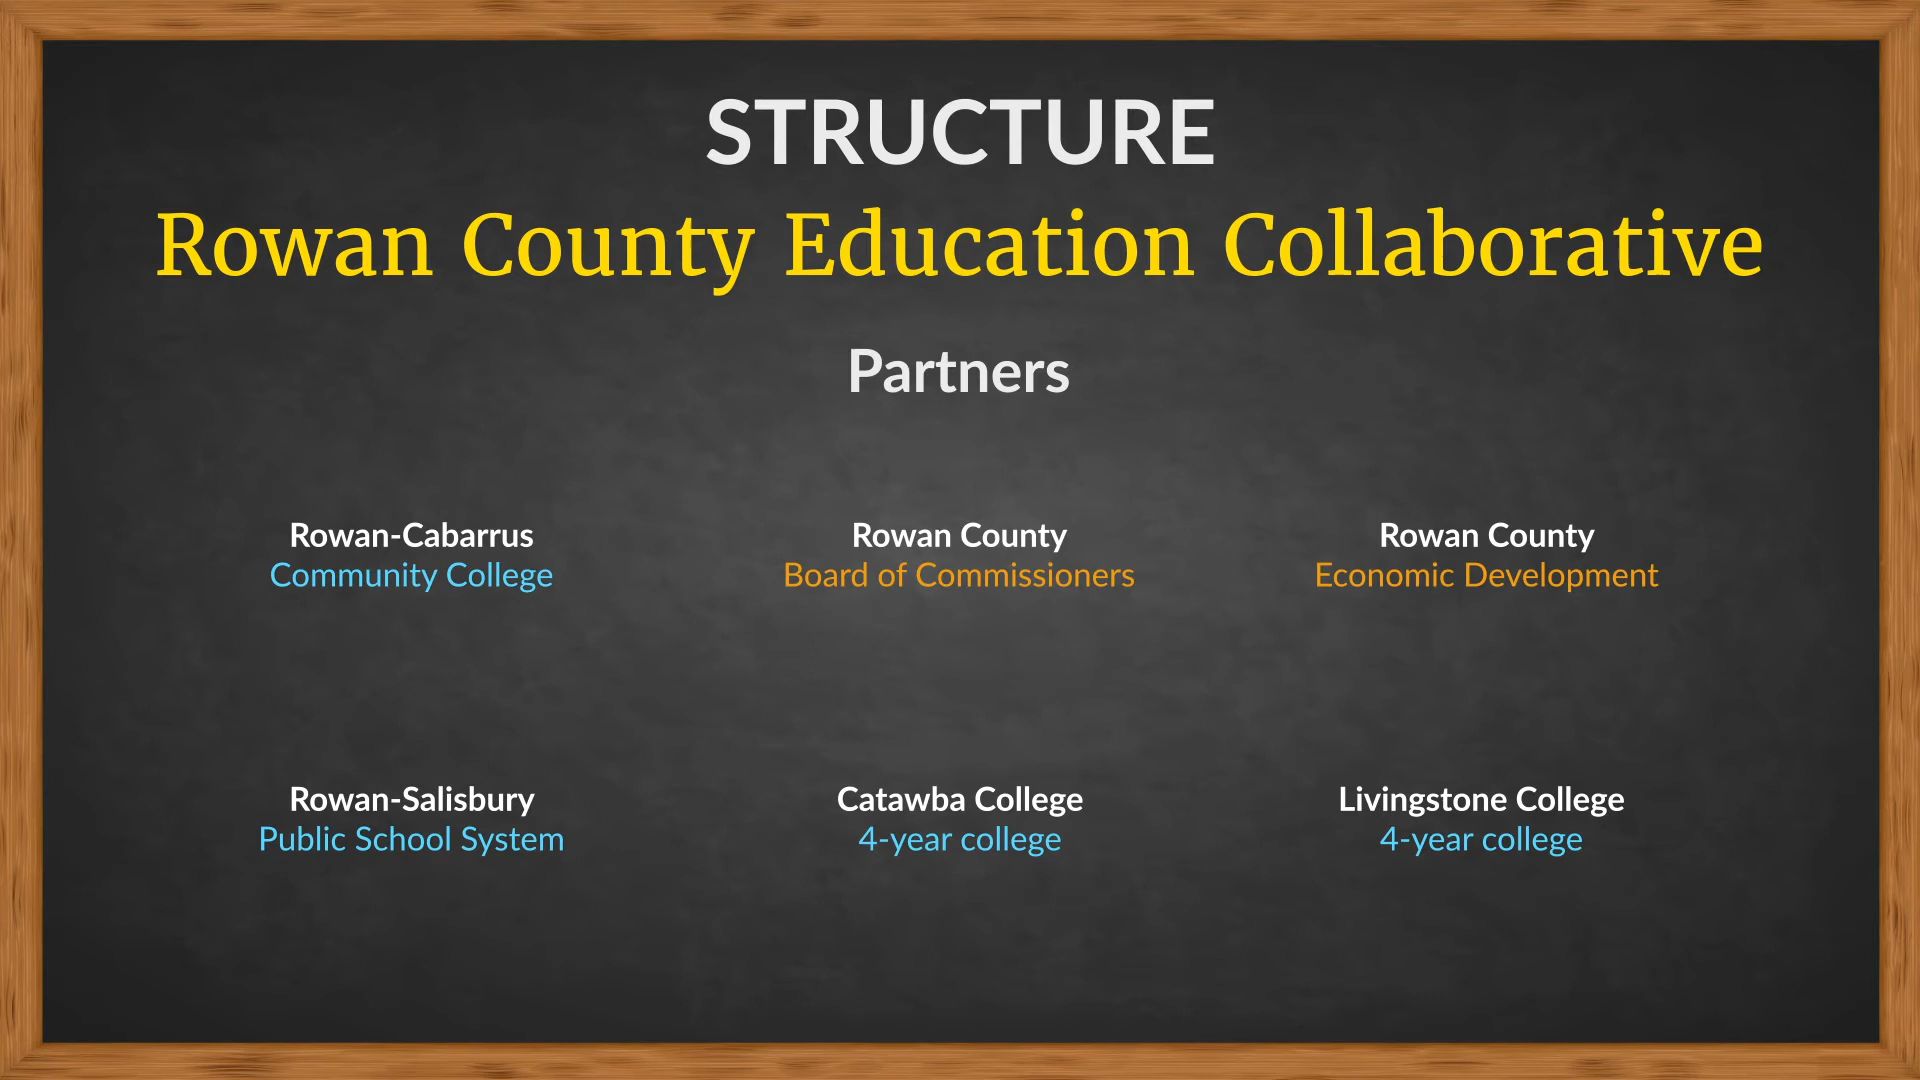 STRUCTURE
Rowan County Education Collaborative
Partners
Rowan-Cabarrus
Community College
Rowan County
Board of Commissioners
Rowan County
Economic Development
Rowan-Salisbury
Public School System
Catawba College
4-year college
Livingstone College
4-year college